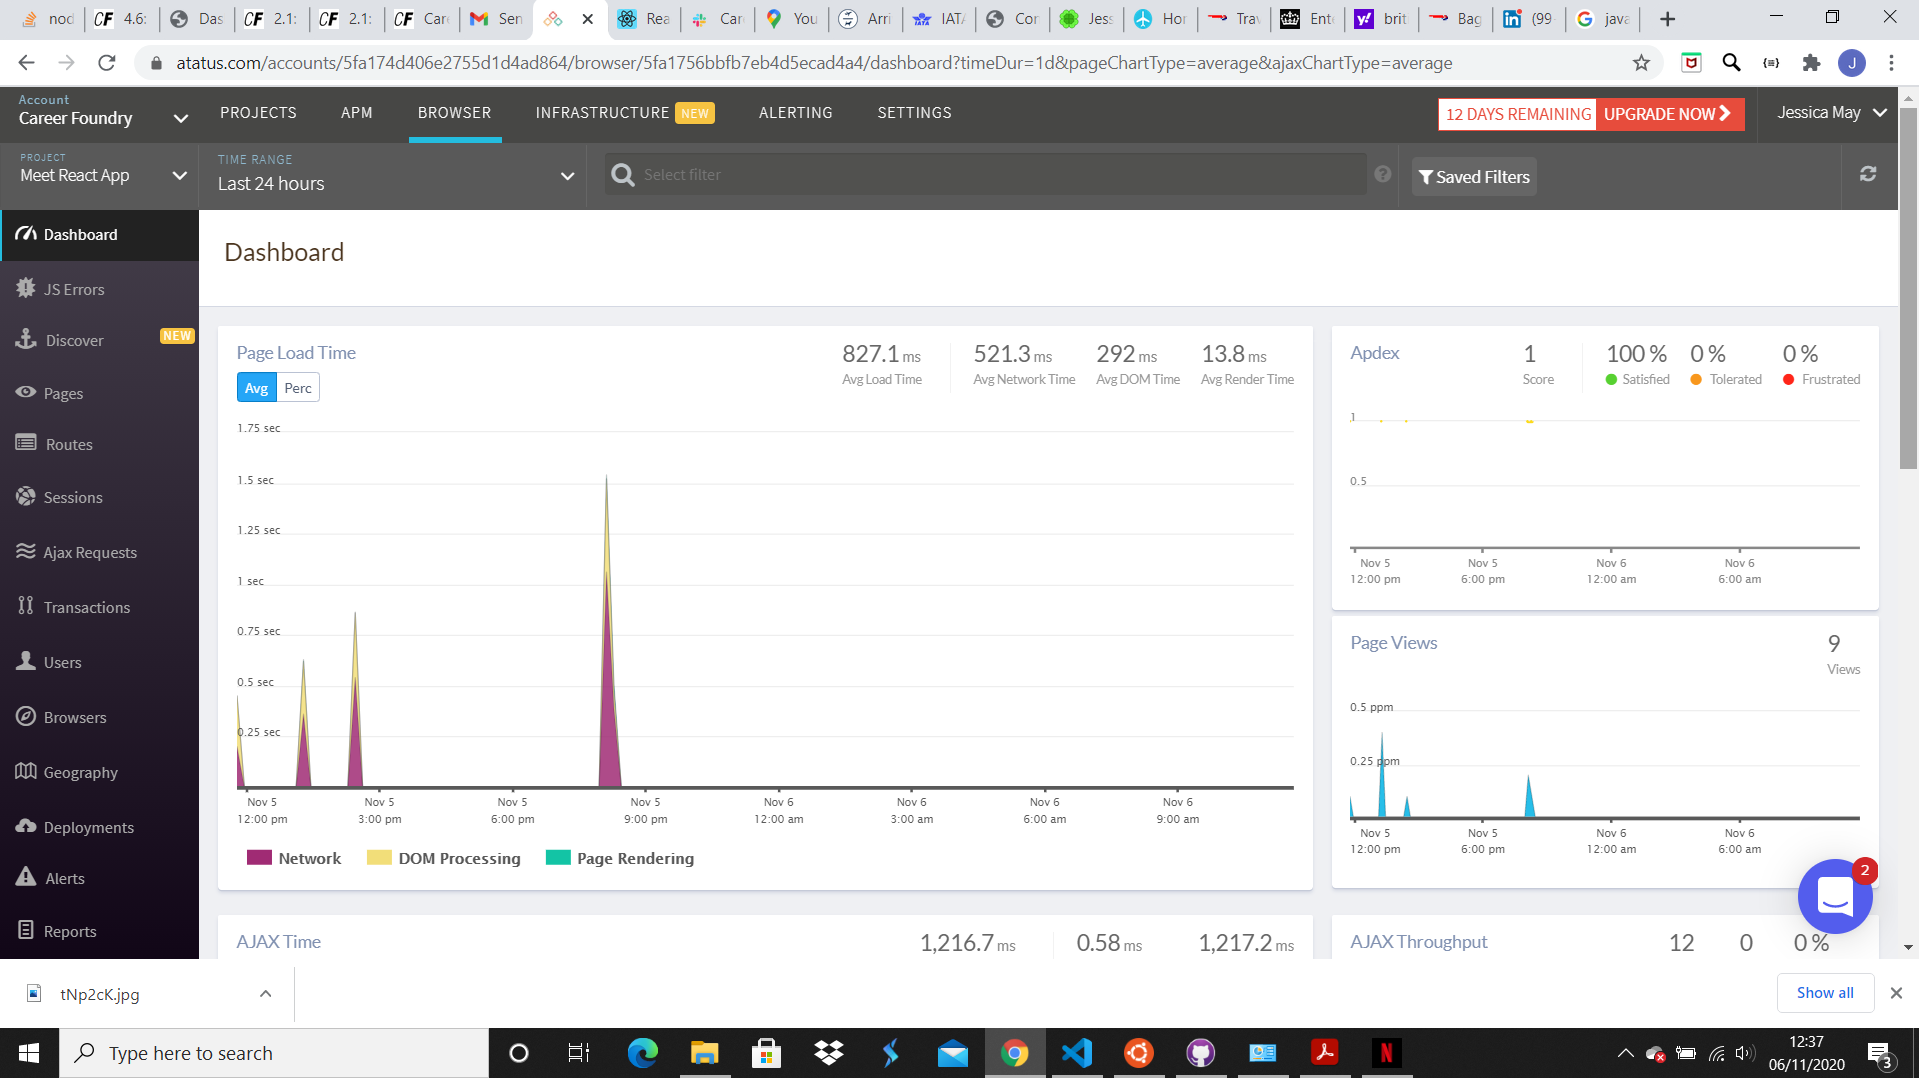 nod
4.6:
Das
2.1:
2.1:
Care
Sen
Rea
Care
You
Arri
IATA
Cor
Jess
Hor
Trav
Ente
brit
Bag
(99
java
atatus.com/accounts/5fa174d406e2755d1d4ad864/browser/5fa1756bbfb7eb4d5ecad4a4/dashboard?timeDur=1d&pageChartType=average&ajaxChartType=average
J
Account
Career Foundry
PROJECTS
APM
BROWSER
INFRASTRUCTURE NEW
ALERTING
SETTINGS
12 DAYS REMAINING UPGRADE NOW
Jessica May
PROJECT
Meet React App
TIME RANGE
Last 24 hours
Select filter
?
Saved Filters
Dashboard
JS Errors
Discover NEW
Pages
Routes
Sessions
Ajax Requests
Transactions
Users
Browsers
Geography
Deployments
Alerts
Reports
Dashboard
Page Load Time
Avg Perc
827.1 ms
Avg Load Time
521.3 ms
Avg Network Time
292 ms
Avg DOM Time
13.8 ms
Avg Render Time
1.75 sec
1.5 sec
1.25 sec
1 sec
0.75 sec
0.5 sec
0.25 sec
Nov 5 Nov 5 Nov 5 Nov 5 Nov 6 Nov 6 Nov 6 Nov 6
12:00 pm 3:00 pm 6:00 pm 9:00 pm 12:00 am 3:00 am 6:00 am 9:00 am
Network DOM Processing Page Rendering
Apdex
1
Score
100 %
Satisfied
0 %
Tolerated
0 %
Frustrated
1
0.5
Nov 5 Nov 5 Nov 6 Nov 6
12:00 pm 6:00 pm 12:00 am 6:00 am
Page Views
9
Views
0.5 ppm
0.25 ppm
Nov 5 Nov 5 Nov 6 Nov 6
12:00 pm 6:00 pm 12:00 am 6:00 am
2
AJAX Time
1,216.7 ms 0.58 ms 1,217.2 ms
AJAX Throughput
12 0 0 %
tNp2cK.jpg
Show all
Type here to search
12:37
06/11/2020
3